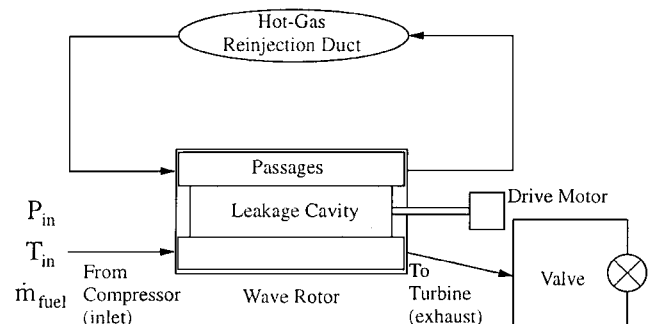 Hot-Gas
Reinjection Duct
Passages
Leakage Cavity
Drive Motor
P_in
T_in
ṁ_fuel
From
Compressor
(inlet)
Wave Rotor
To
Turbine
(exhaust)
Valve